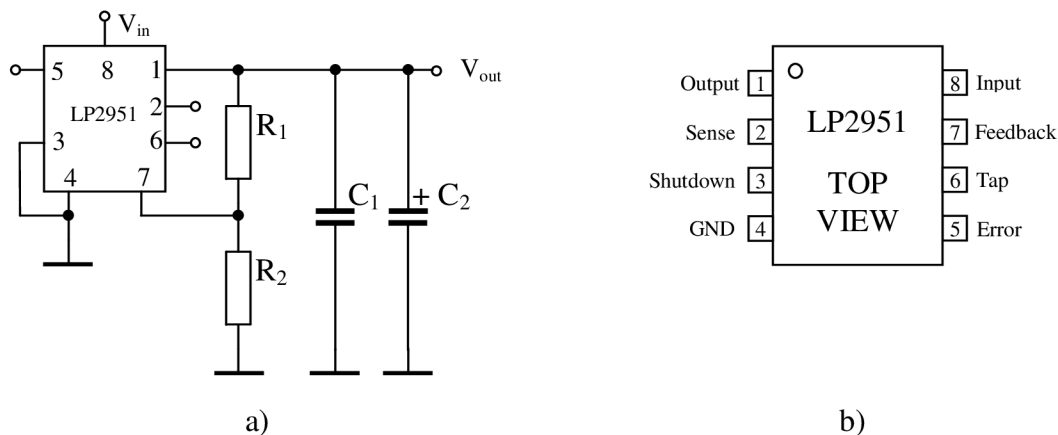 V_in
5 8 1 V_out
LP2951 2
3 6
4 7
R_1
C_1 + C_2
R_2
a)
Output 1 8 Input
LP2951
Sense 2 7 Feedback
Shutdown 3 TOP 6 Tap
VIEW
GND 4 5 Error
b)